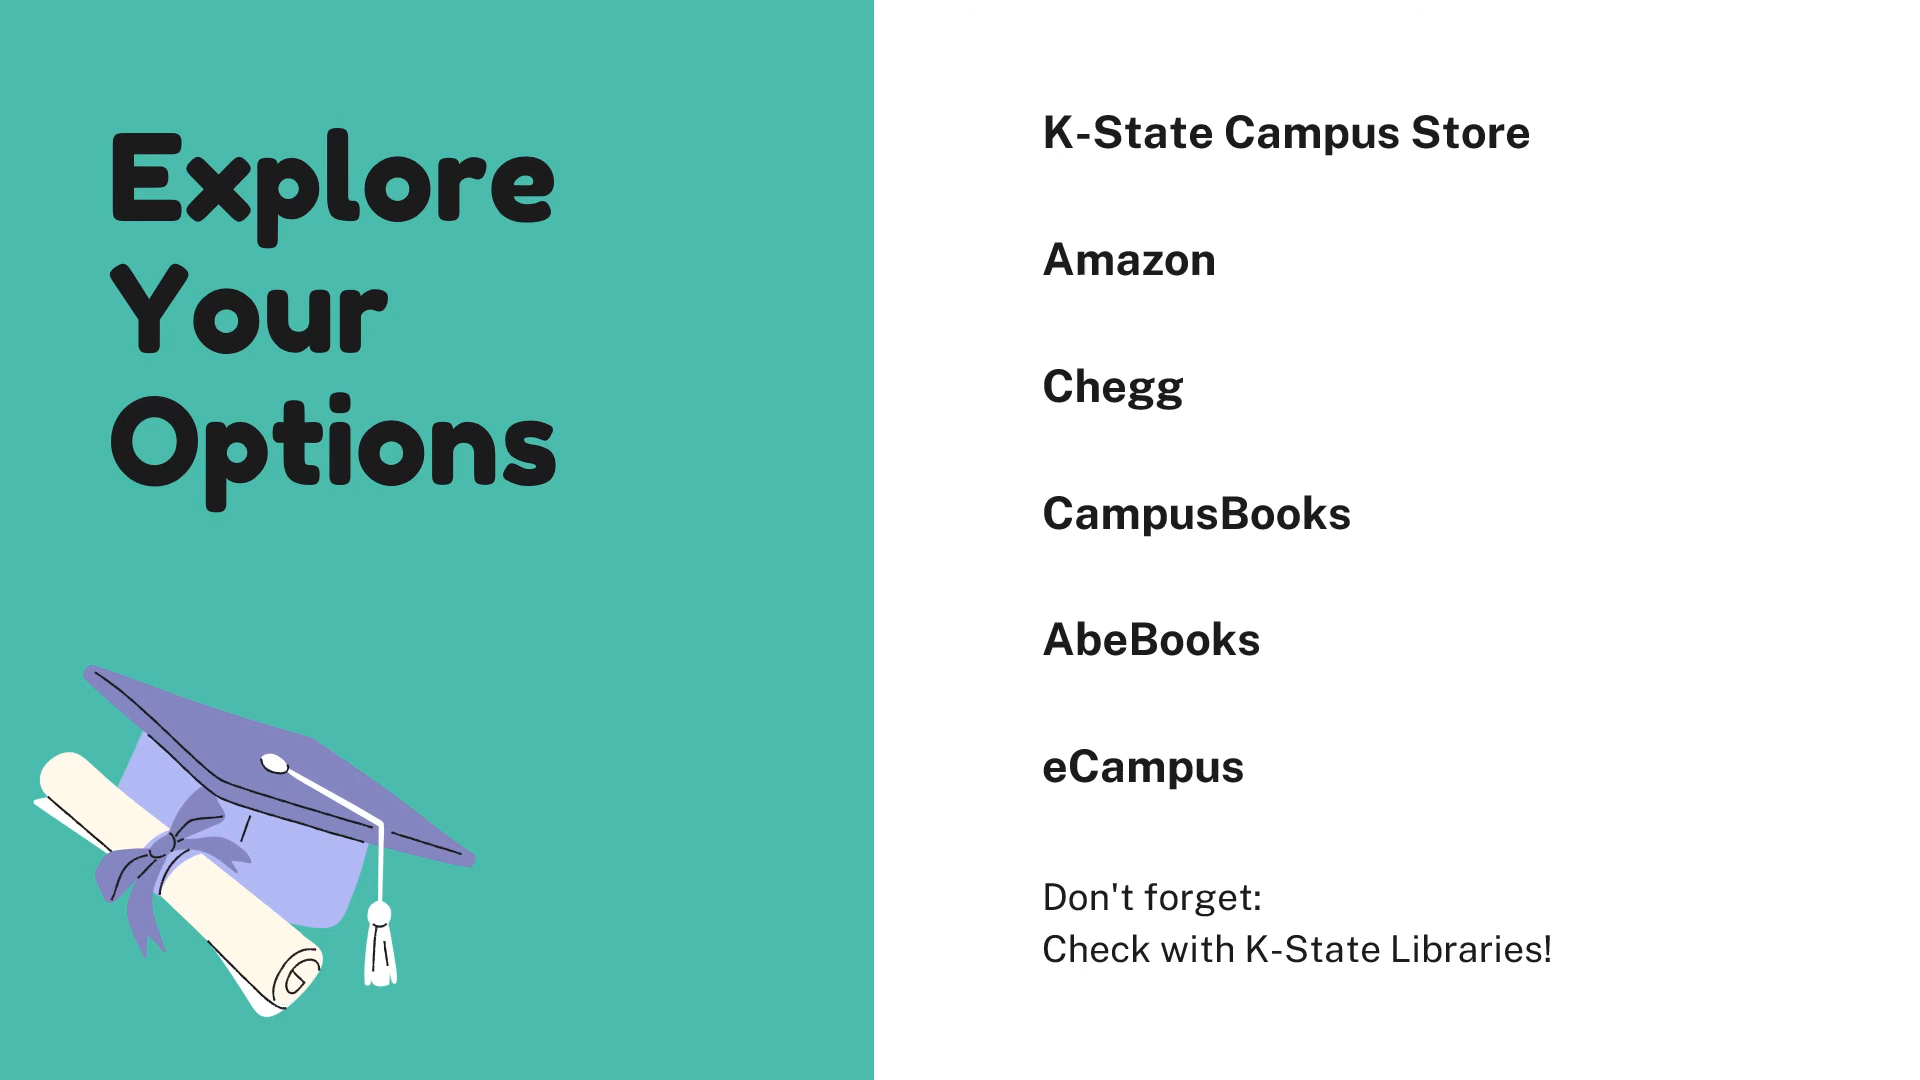 Explore
Your
Options
K-State Campus Store
Amazon
Chegg
CampusBooks
AbeBooks
eCampus
Don't forget:
Check with K-State Libraries!